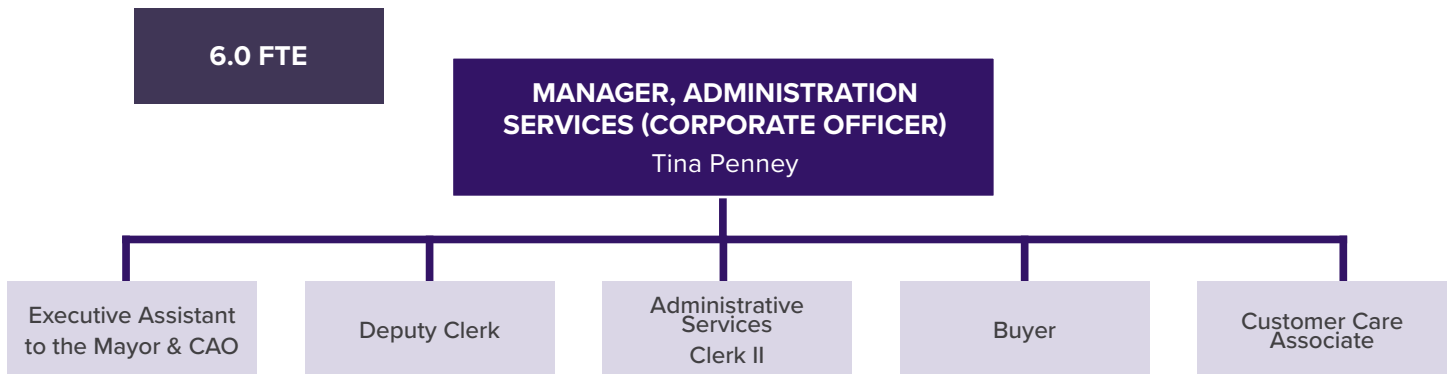 6.0 FTE
MANAGER, ADMINISTRATION
SERVICES (CORPORATE OFFICER)
Tina Penney
Executive Assistant
to the Mayor & CAO
Deputy Clerk
Administrative
Services
Clerk II
Buyer
Customer Care
Associate